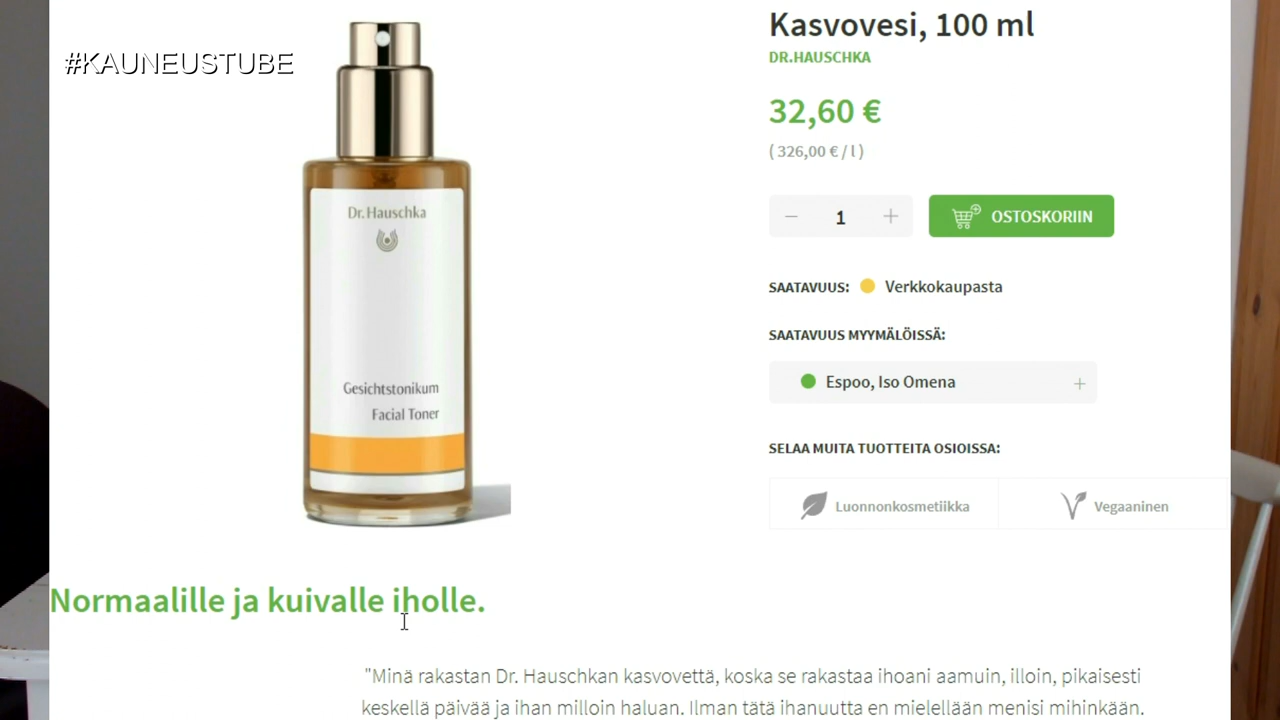 #KAUNEUSTUBE
Kasvovesi, 100 ml
DR.HAUSCHKA
32,60 €
( 326,00 € / l )
1
OSTOSKORIIN
SAATAVUUS: Verkkokaupasta
SAATAVUUS MYYMÄLÖISSÄ:
Espoo, Iso Omena
SELAA MUITA TUOTTEITA OSIOISSA:
Luonnonkosmetiikka
Vegaaninen
Dr. Hauschka
Gesichtstonikum
Facial Toner
Normaalille ja kuivalle iholle.
"Minä rakastan Dr. Hauschkan kasvovettä, koska se rakastaa ihoani aamuin, illoin, pikaisesti
keskellä päivää ja ihan milloin haluan. Ilman tätä ihanuutta en mielellään menisi mihinkään.